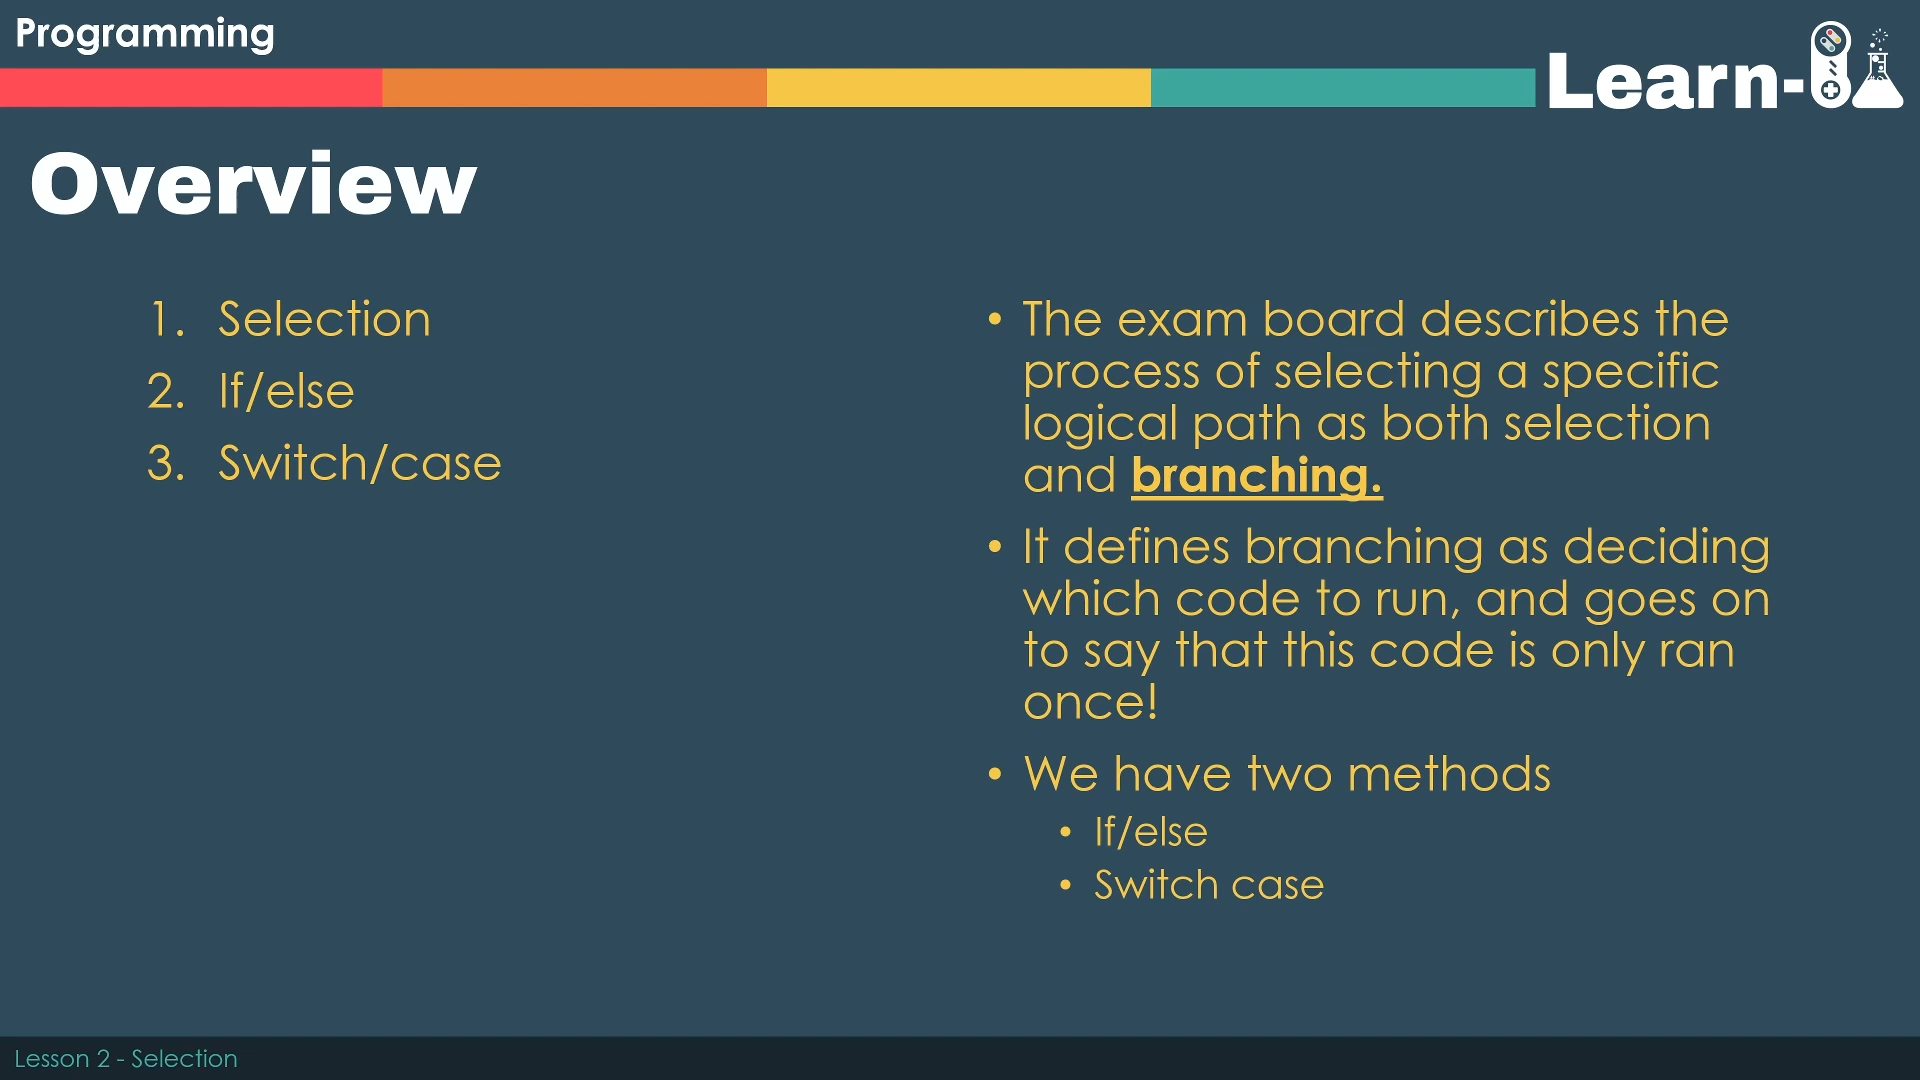 Programming
Learn-
Overview
1. Selection
2. If/else
3. Switch/case
• The exam board describes the
process of selecting a specific
logical path as both selection
and branching.
• It defines branching as deciding
which code to run, and goes on
to say that this code is only ran
once!
• We have two methods
• If/else
• Switch case
Lesson 2 - Selection